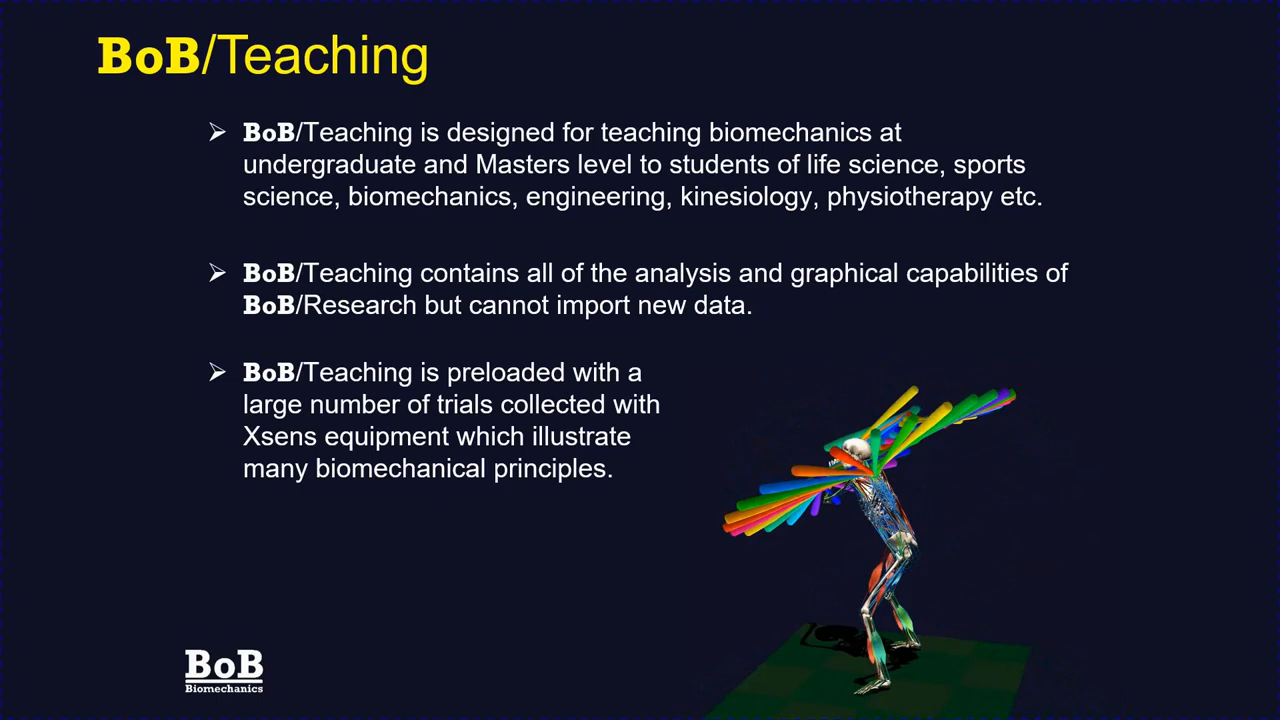 BoB/Teaching
➢ BoB/Teaching is designed for teaching biomechanics at
undergraduate and Masters level to students of life science, sports
science, biomechanics, engineering, kinesiology, physiotherapy etc.
➢ BoB/Teaching contains all of the analysis and graphical capabilities of
BoB/Research but cannot import new data.
➢ BoB/Teaching is preloaded with a
large number of trials collected with
Xsens equipment which illustrate
many biomechanical principles.
BoB
Biomechanics